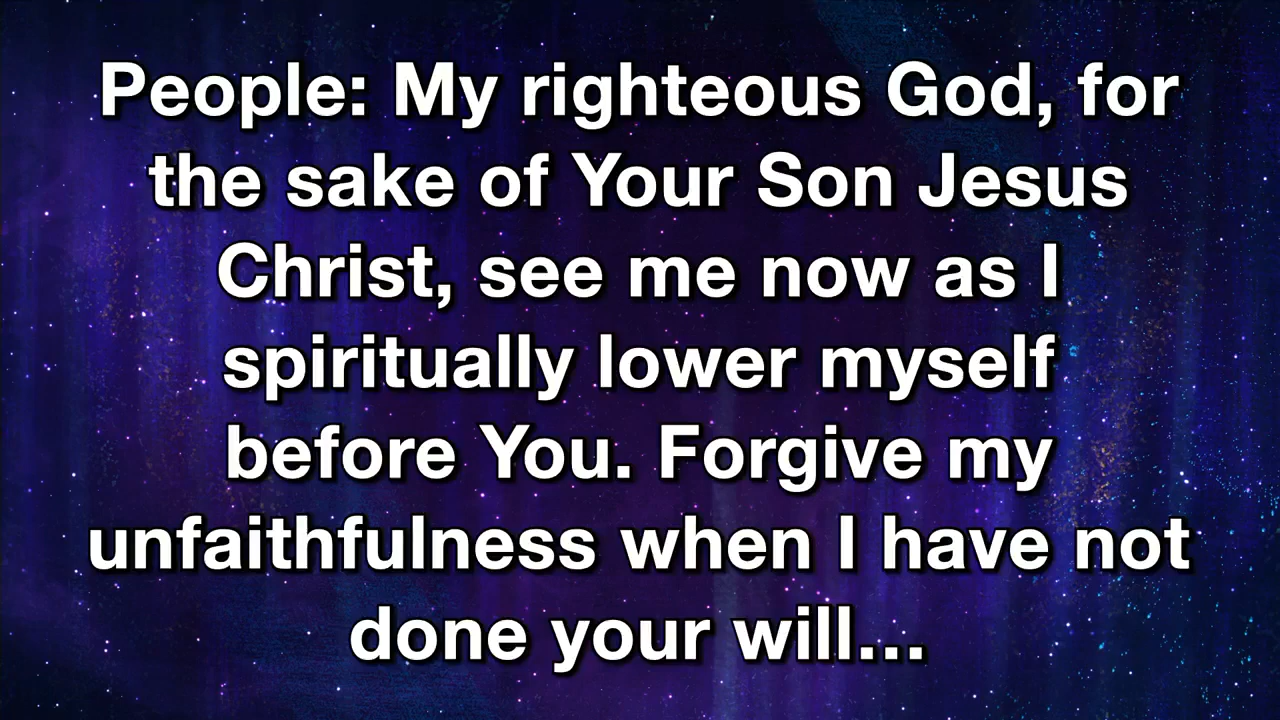 People: My righteous God, for
the sake of Your Son Jesus
Christ, see me now as I
spiritually lower myself
before You. Forgive my
unfaithfulness when I have not
done your will...